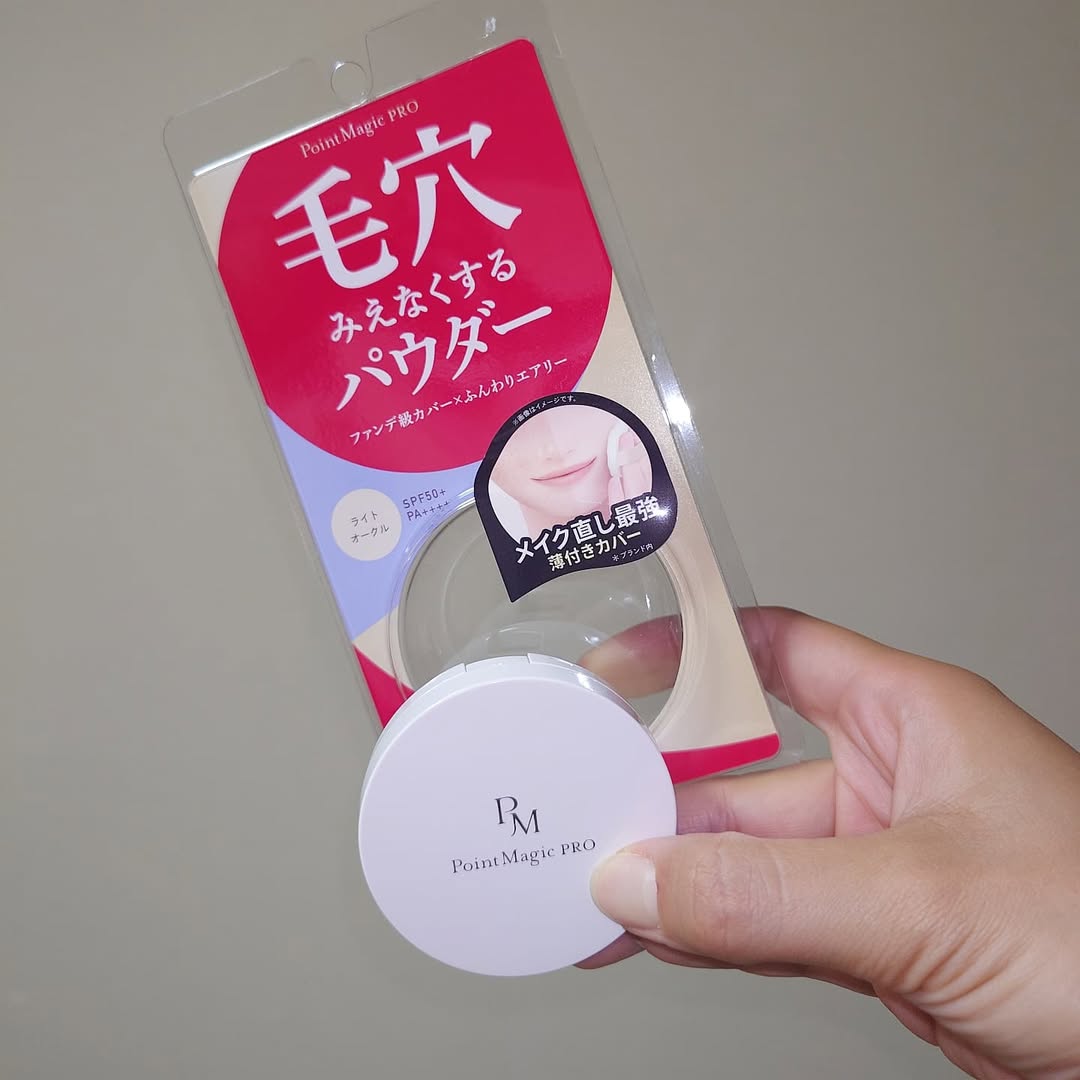 PointMagic PRO
毛穴
みえなくする
パウダー
ファンデ級カバー×ふんわりエアリー
※画像はイメージです。
ライト
オークル
SPF50+
PA++++
メイク直し最強
薄付きカバー
＊ブランド内
PM
PointMagic PRO